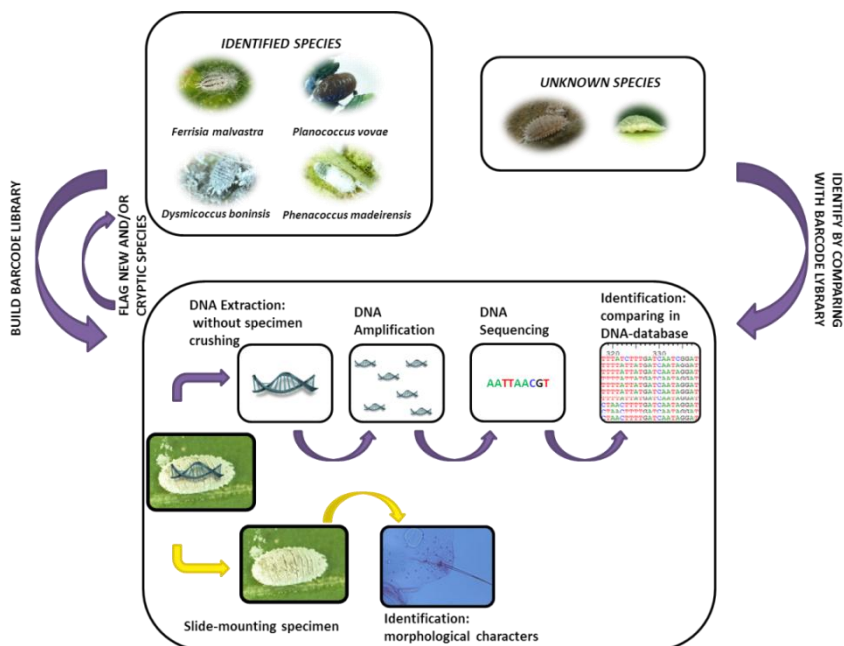 IDENTIFIED SPECIES
Ferrisia malvastra
Planococcus vovae
Dysmicoccus boninsis
Phenacoccus madeirensis
UNKNOWN SPECIES
BUILD BARCODE LIBRARY
FLAG NEW AND/OR
CRYPTIC SPECIES
IDENTIFY BY COMPARING
WITH BARCODE LYBRARY
DNA Extraction:
without specimen
crushing
DNA
Amplification
DNA
Sequencing
Identification:
comparing in
DNA-database
AATTAACGT
320 330
TTTATCTTTGATCAATCGGAT
Slide-mounting specimen
Identification:
morphological characters